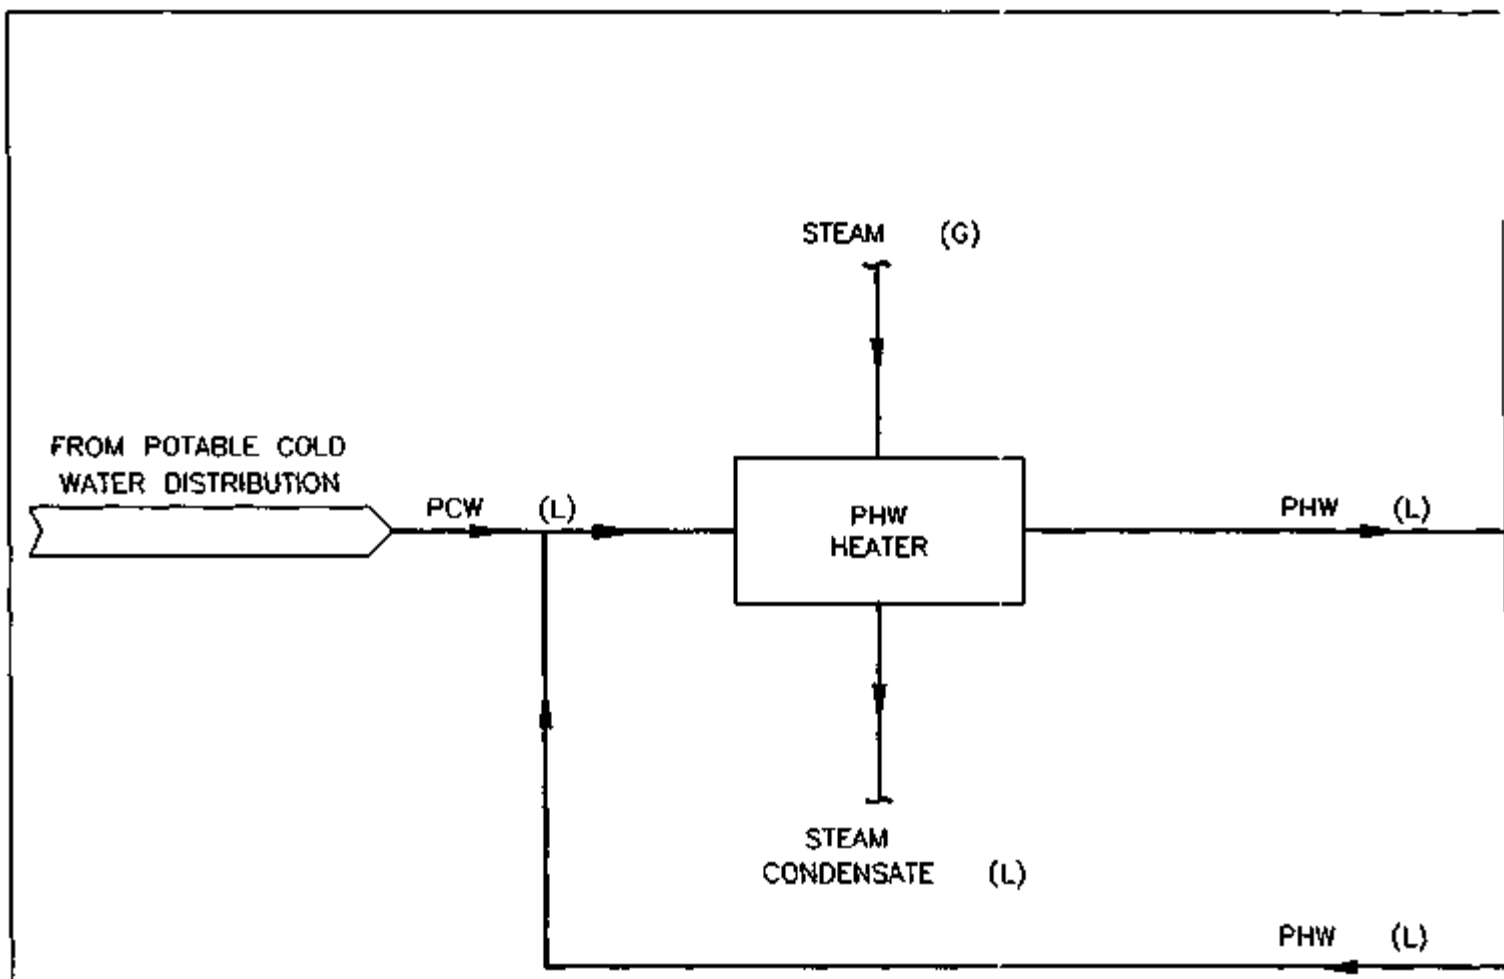 STEAM (G)
FROM POTABLE COLD
WATER DISTRIBUTION
PCW (L)
PHW
HEATER
PHW (L)
STEAM
CONDENSATE (L)
PHW (L)